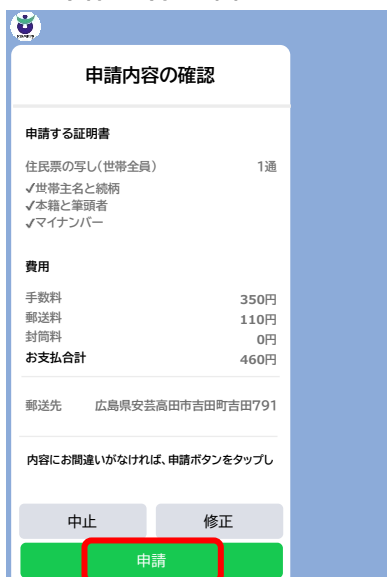 申請内容の確認
申請する証明書
住民票の写し(世帯全員) 1通
✓世帯主名と続柄
✓本籍と筆頭者
✓マイナンバー
費用
手数料 350円
郵送料 110円
封筒料 0円
お支払合計 460円
郵送先 広島県安芸高田市吉田町吉田791
内容にお間違いがなければ、申請ボタンをタップし
中止 修正
申請